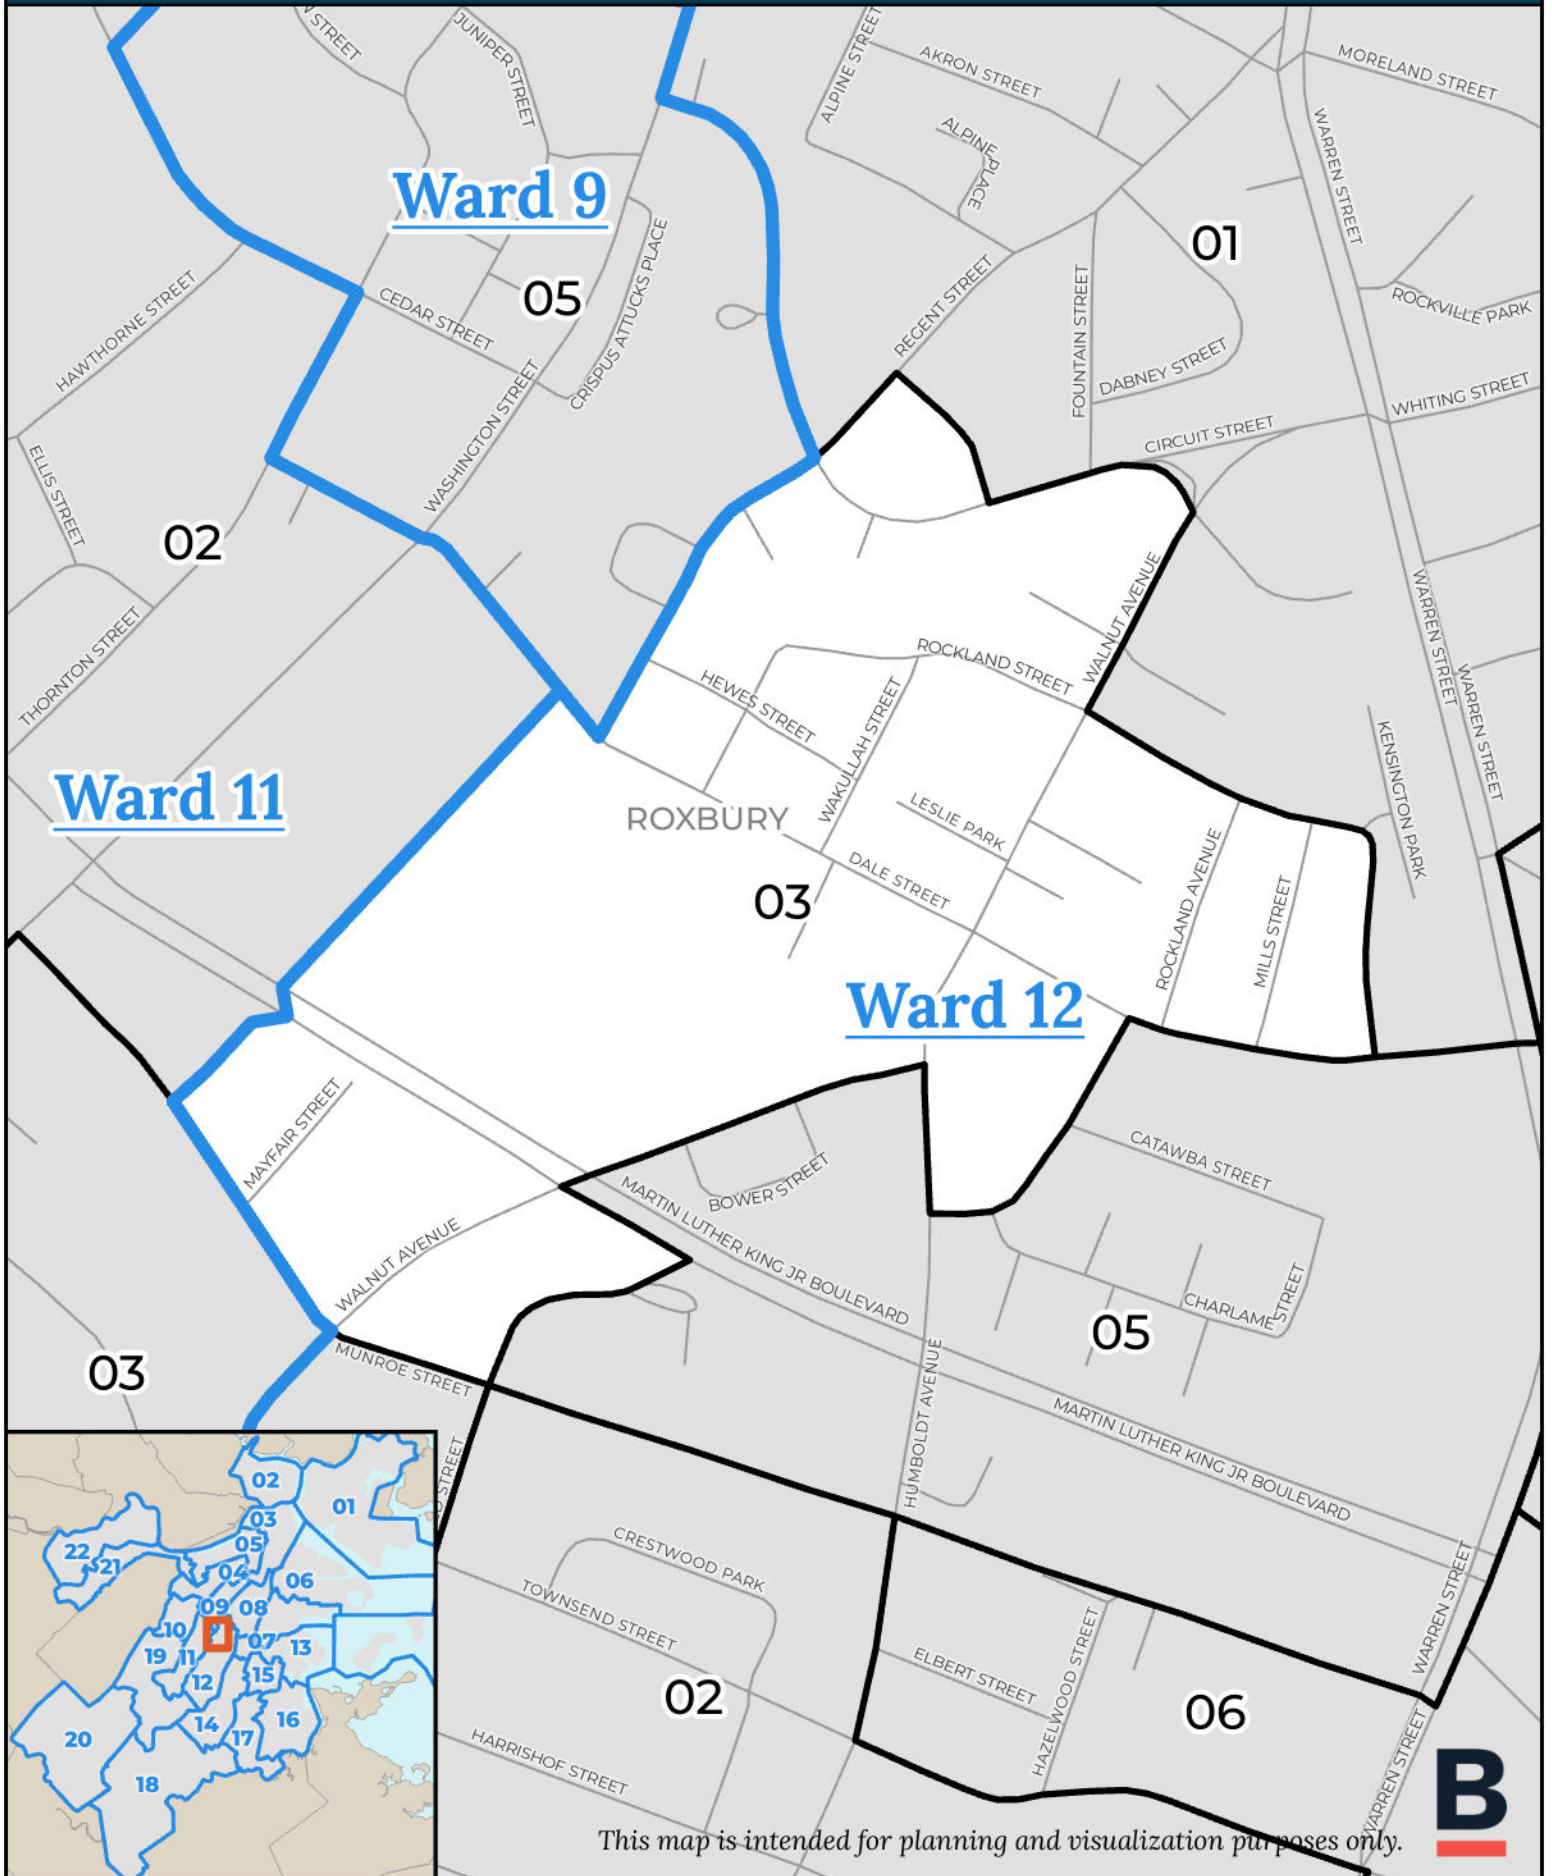 N STREET
JUNIPER STREET
ALPINE STREET
AKRON STREET
MORELAND STREET
ALPINE PLACE
WARREN STREET
Ward 9
01
05
CEDAR STREET
CRISPUS ATTUCKS PLACE
HAWTHORNE STREET
REGENT STREET
FOUNTAIN STREET
ROCKVILLE PARK
DABNEY STREET
WHITING STREET
WASHINGTON STREET
CIRCUIT STREET
ELLIS STREET
02
WALNUT AVENUE
WARREN STREET
THORNTON STREET
ROCKLAND STREET
HEWES STREET
WAKULLAH STREET
WARREN STREET
KENSINGTON PARK
Ward 11
ROXBURY
LESLIE PARK
DALE STREET
03
ROCKLAND AVENUE
MILLS STREET
Ward 12
MAYFAIR STREET
BOWER STREET
CATAWBA STREET
MARTIN LUTHER KING JR BOULEVARD
WALNUT AVENUE
CHARLAME STREET
05
03
MUNROE STREET
HUMBOLDT AVENUE
MARTIN LUTHER KING JR BOULEVARD
STREET
02
01
03
05
22
21
04
06
09
08
10
07
13
19
11
12
15
14
16
17
20
18
CRESTWOOD PARK
TOWNSEND STREET
WARREN STREET
ELBERT STREET
HAZELWOOD STREET
02
06
HARRISHOF STREET
WARREN STREET
B
This map is intended for planning and visualization purposes only.